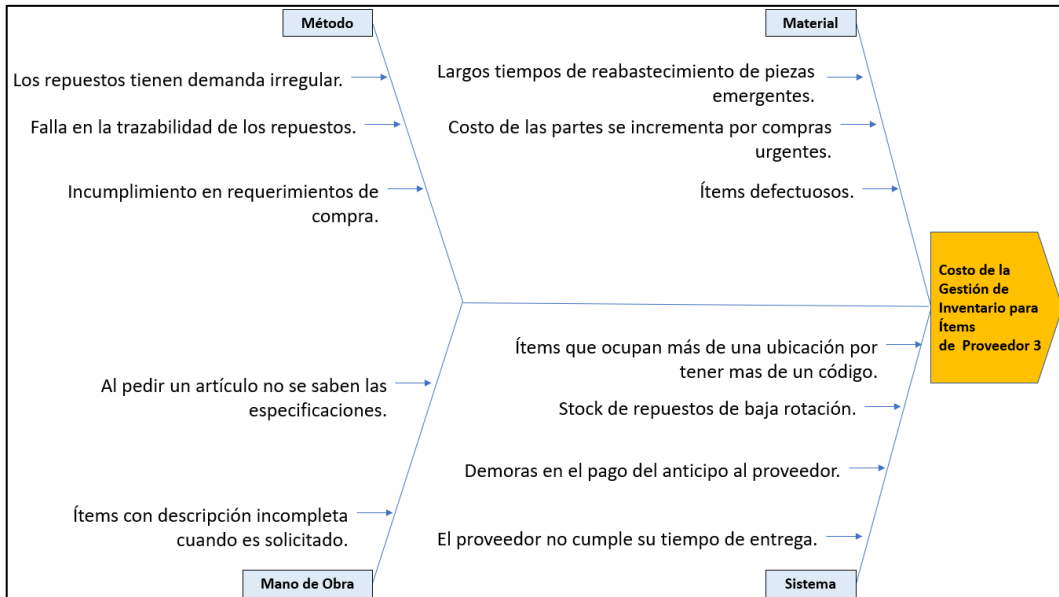 Método
Los repuestos tienen demanda irregular.
Falla en la trazabilidad de los repuestos.
Incumplimiento en requerimientos de
compra.
Material
Largos tiempos de reabastecimiento de piezas
emergentes.
Costo de las partes se incrementa por compras
urgentes.
Ítems defectuosos.
Costo de la
Gestión de
Inventario para
Ítems
de Proveedor 3
Al pedir un artículo no se saben las
especificaciones.
Ítems con descripción incompleta
cuando es solicitado.
Mano de Obra
Ítems que ocupan más de una ubicación por
tener mas de un código.
Stock de repuestos de baja rotación.
Demoras en el pago del anticipo al proveedor.
El proveedor no cumple su tiempo de entrega.
Sistema